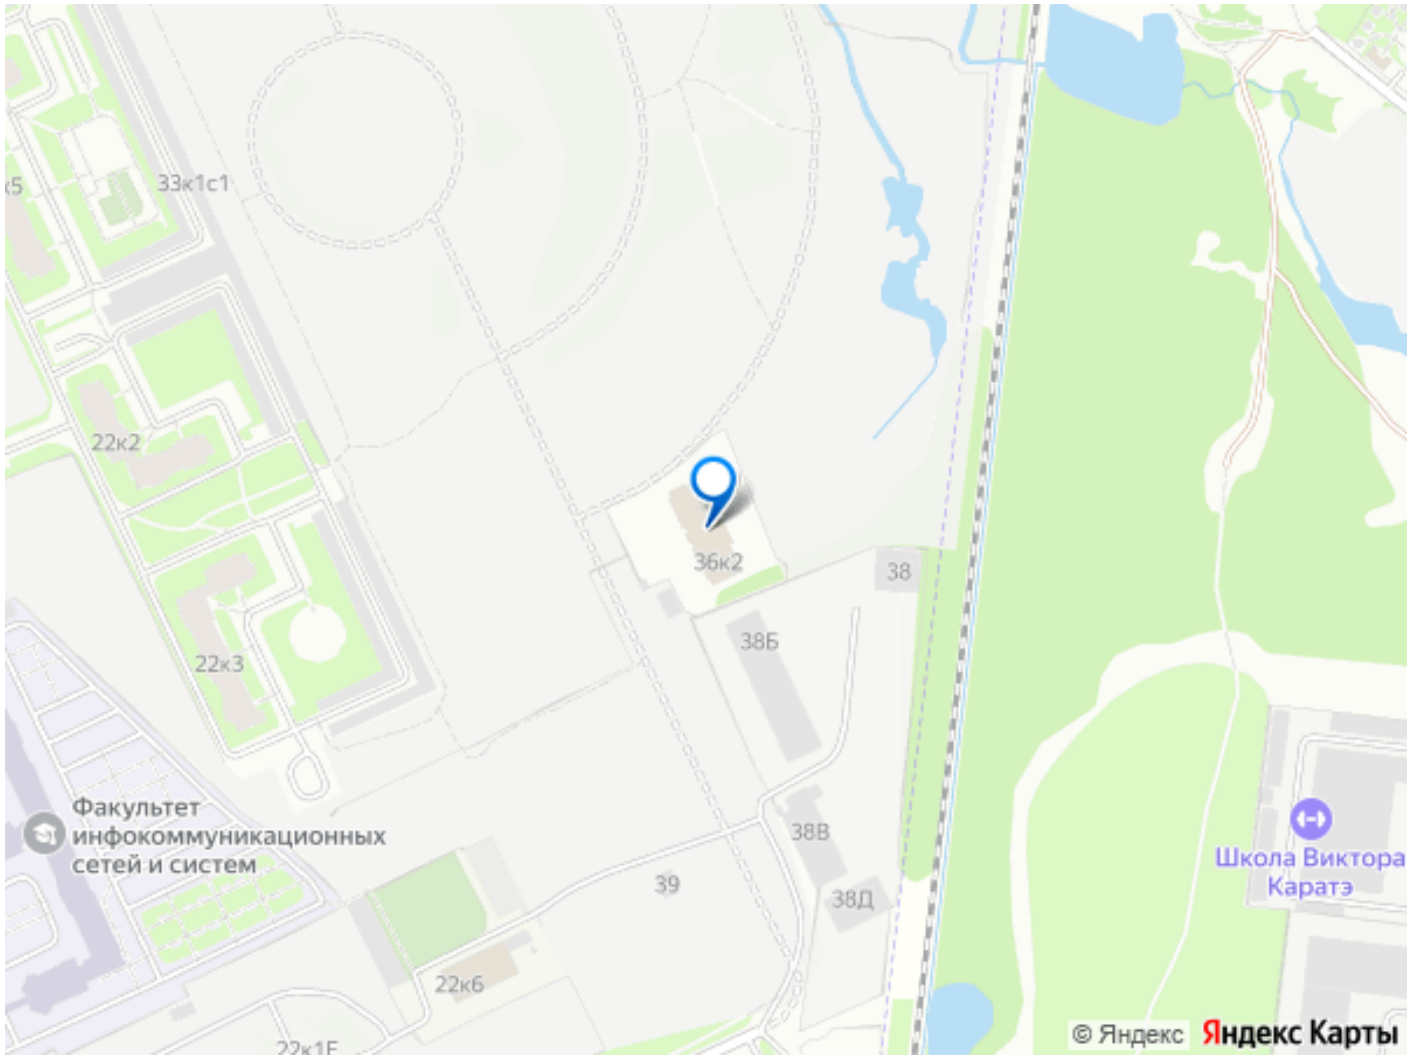 33к1с1
к5
22к2
36к2
38
38Б
22к3
Факультет
инфокоммуникационных
сетей и систем
38В
Школа Виктора
Каратэ
39
38Д
22к6
© Яндекс
Яндекс Карты